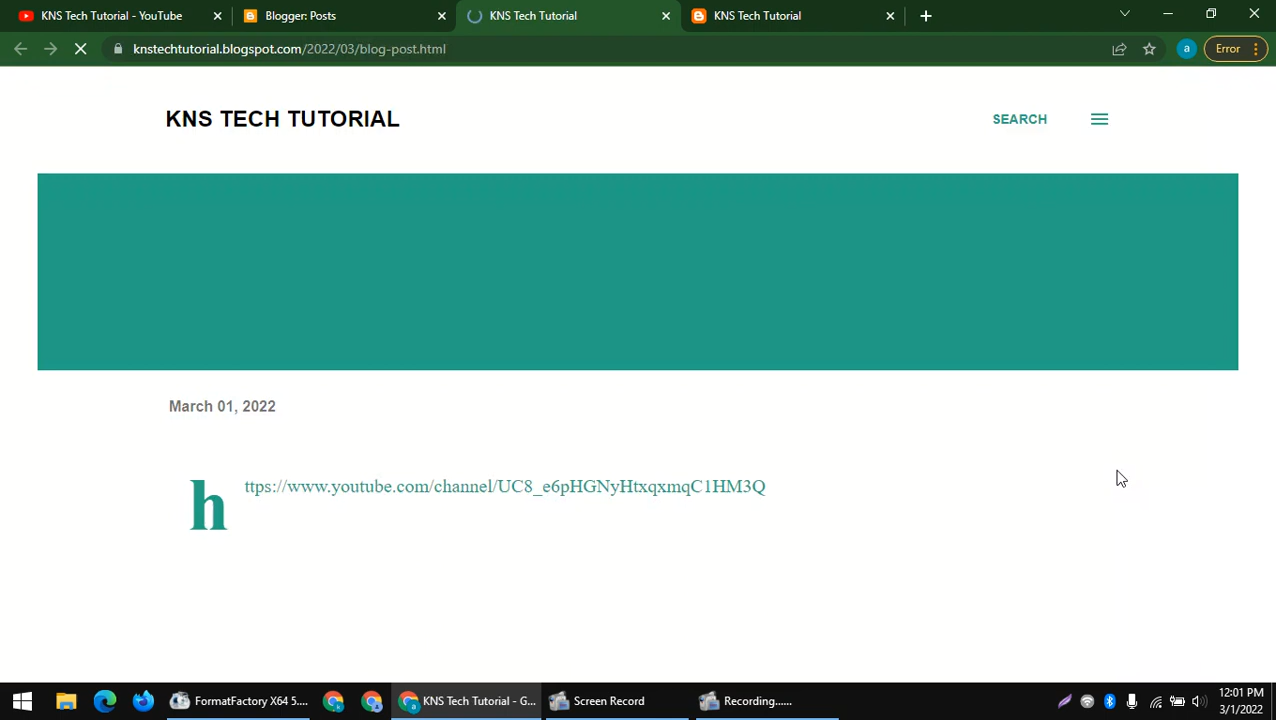 KNS Tech Tutorial - YouTube
Blogger: Posts
KNS Tech Tutorial
KNS Tech Tutorial
knstechtutorial.blogspot.com/2022/03/blog-post.html
a
Error
KNS TECH TUTORIAL
SEARCH
March 01, 2022
https://www.youtube.com/channel/UC8_e6pHGNyHtxqxmqC1HM3Q
FormatFactory X64 5....
KNS Tech Tutorial - G...
Screen Record
Recording......
12:01 PM
3/1/2022